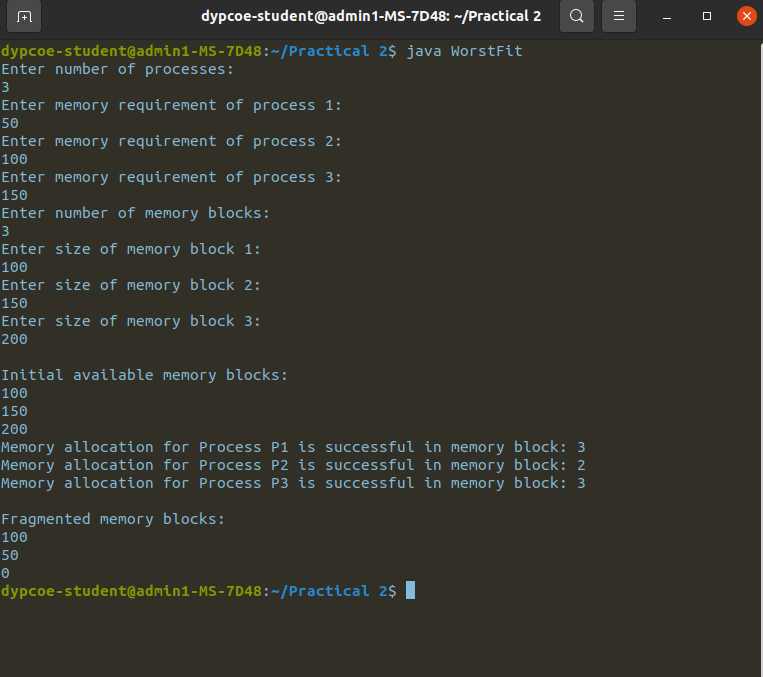 dypcoe-student@admin1-MS-7D48: ~/Practical 2
dypcoe-student@admin1-MS-7D48:~/Practical 2$ java WorstFit
Enter number of processes:
3
Enter memory requirement of process 1:
50
Enter memory requirement of process 2:
100
Enter memory requirement of process 3:
150
Enter number of memory blocks:
3
Enter size of memory block 1:
100
Enter size of memory block 2:
150
Enter size of memory block 3:
200
Initial available memory blocks:
100
150
200
Memory allocation for Process P1 is successful in memory block: 3
Memory allocation for Process P2 is successful in memory block: 2
Memory allocation for Process P3 is successful in memory block: 3
Fragmented memory blocks:
100
50
0
dypcoe-student@admin1-MS-7D48:~/Practical 2$